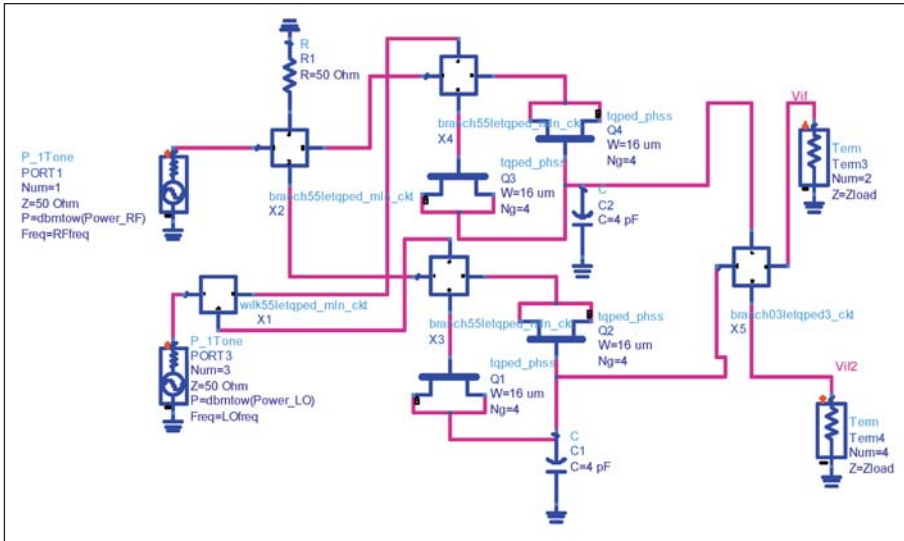 R
R1
R=50 Ohm
P_1Tone
PORT1
Num=1
Z=50 Ohm
P=dbmtow(Power_RF)
Freq=RFfreq
branch55letqped_mln_ckt
X2
branch55letqped_mln_ckt
X4
tqped_phss
Q4
W=16 um
Ng=4
tqped_phss
Q3
W=16 um
Ng=4
C
C2
C=4 pF
Vif
Term
Term3
Num=2
Z=Zload
wilk55letqped_mln_ckt
X1
P_1Tone
PORT3
Num=3
Z=50 Ohm
P=dbmtow(Power_LO)
Freq=LOfreq
branch55letqped_mln_ckt
X3
tqped_phss
Q2
W=16 um
Ng=4
tqped_phss
Q1
W=16 um
Ng=4
C
C1
C=4 pF
branch03letqped3_ckt
X5
Vif2
Term
Term4
Num=4
Z=Zload